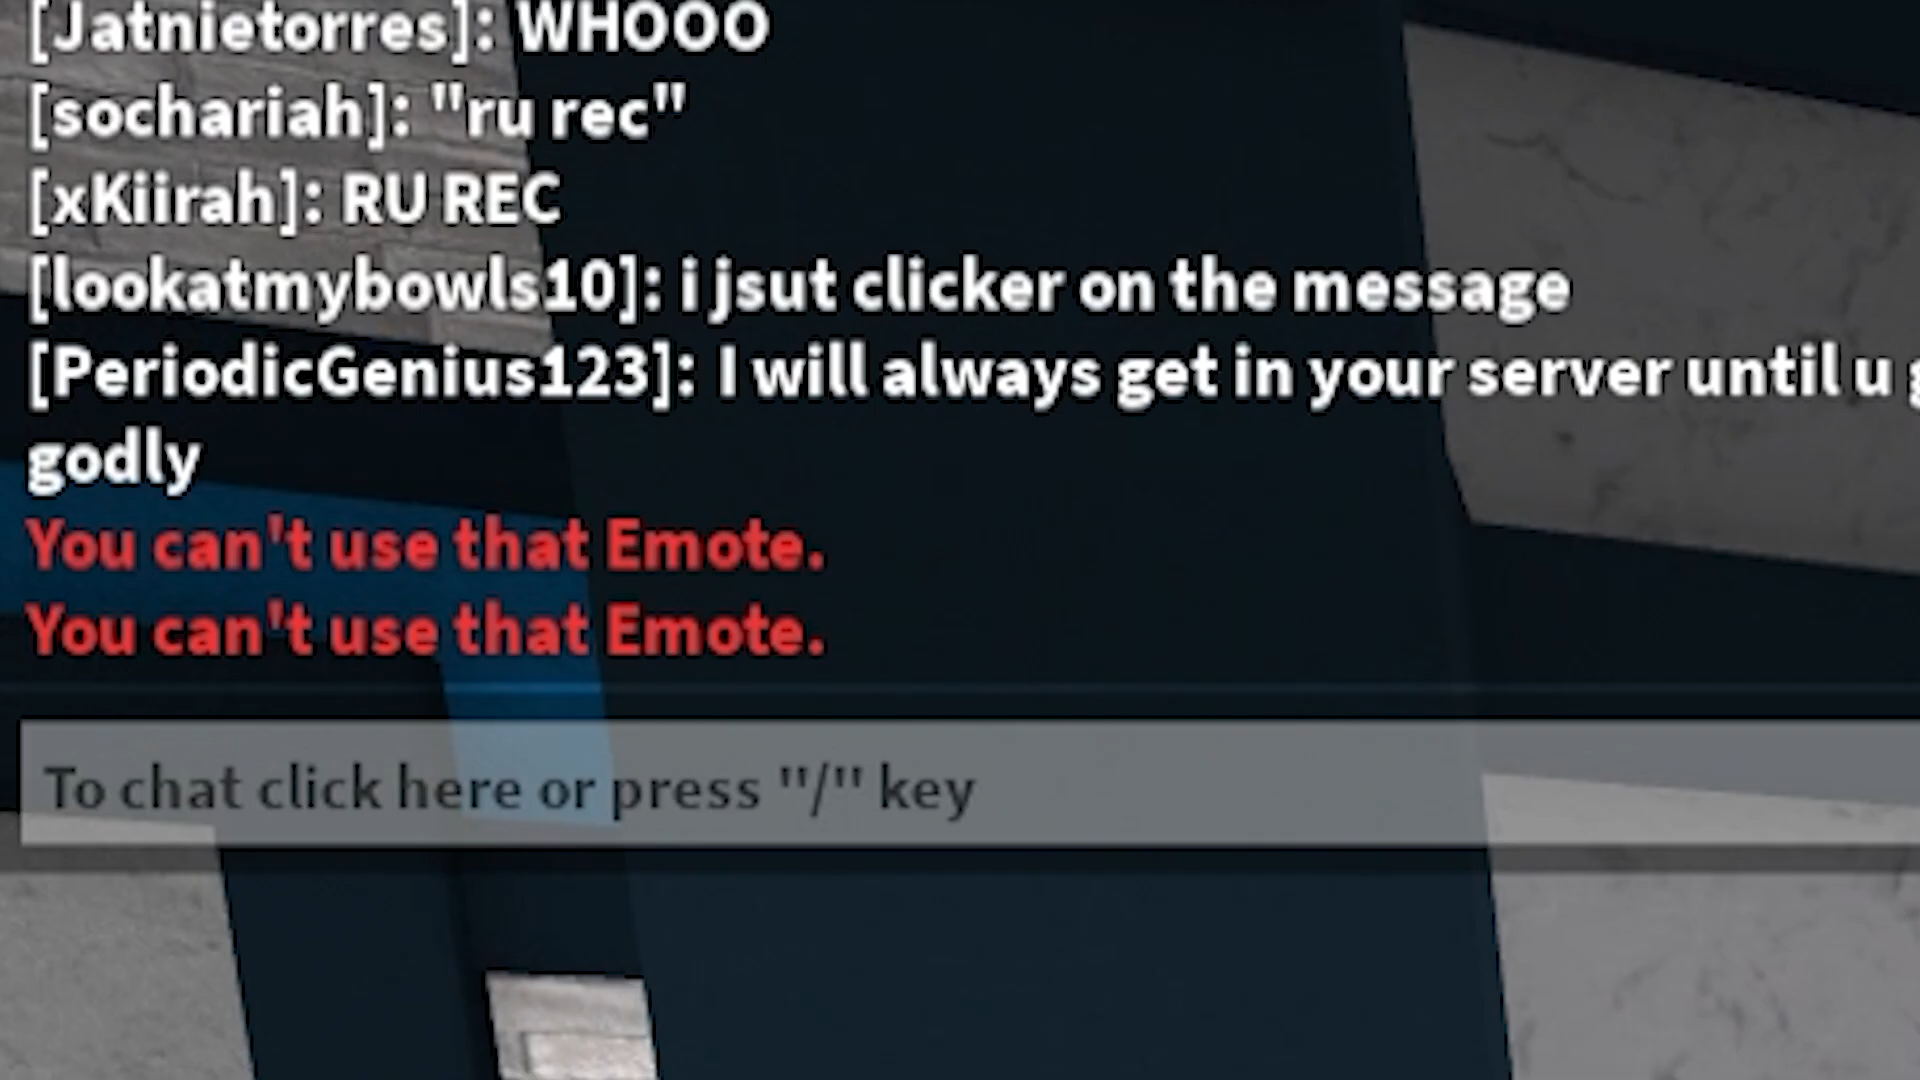 [Jatnietorres]: WHOOO
[sochariah]: "ru rec"
[xKiirah]: RU REC
[lookatmybowls10]: i jsut clicker on the message
[PeriodicGenius123]: I will always get in your server until u
godly
You can't use that Emote.
You can't use that Emote.
To chat click here or press "/" key